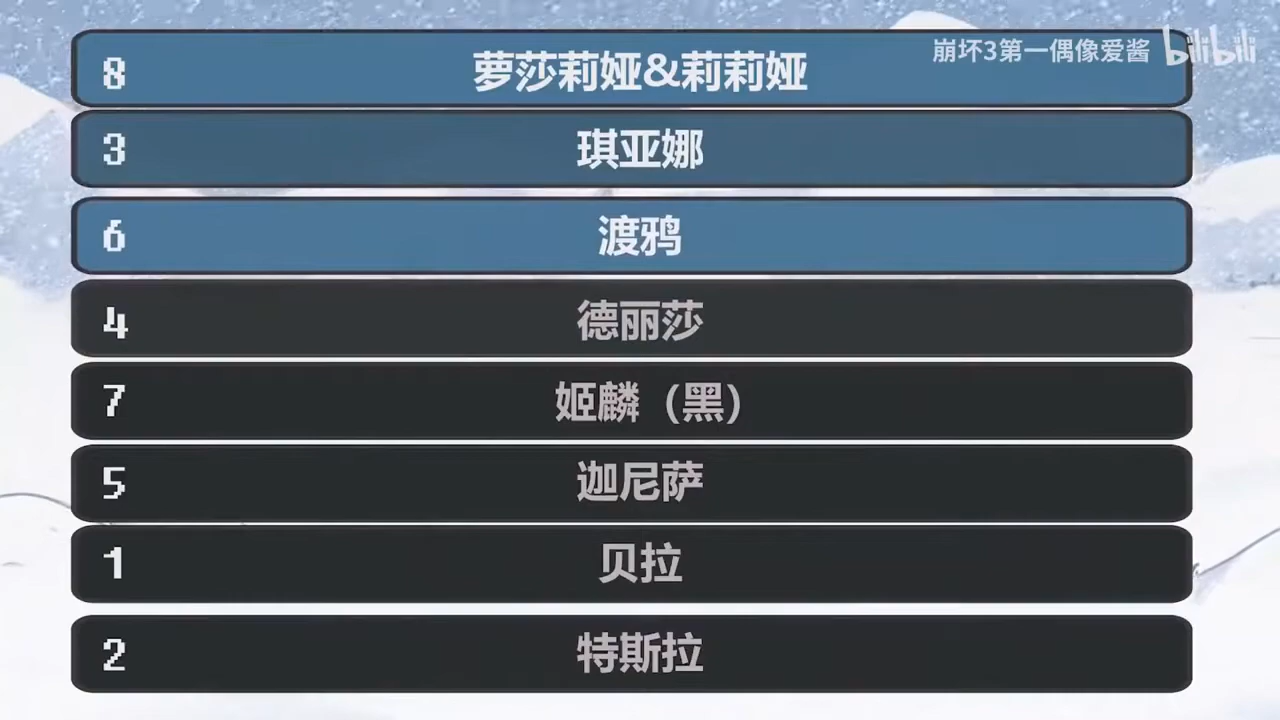 崩坏3第一偶像爱酱 bilibili
8 萝莎莉娅&莉莉娅
3 琪亚娜
6 渡鸦
4 德丽莎
7 姬麟（黑）
5 迦尼萨
1 贝拉
2 特斯拉